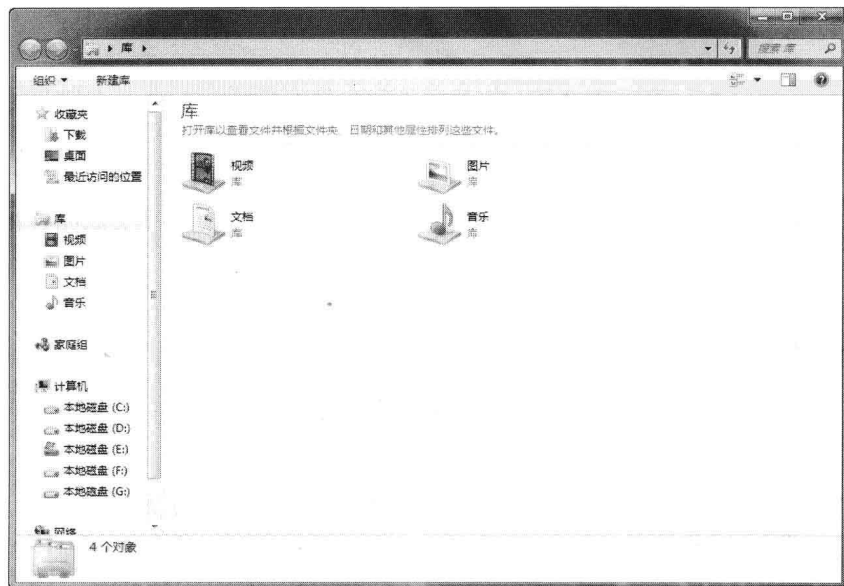 库
搜索 库
组织
新建库
收藏夹
下载
桌面
最近访问的位置
库
视频
图片
文档
音乐
家庭组
计算机
本地磁盘 (C:)
本地磁盘 (D:)
本地磁盘 (E:)
本地磁盘 (F:)
本地磁盘 (G:)
网络
库
打开库以查看文件并根据文件夹、日期和其他属性排列这些文件。
视频
库
图片
库
文档
库
音乐
库
4 个对象